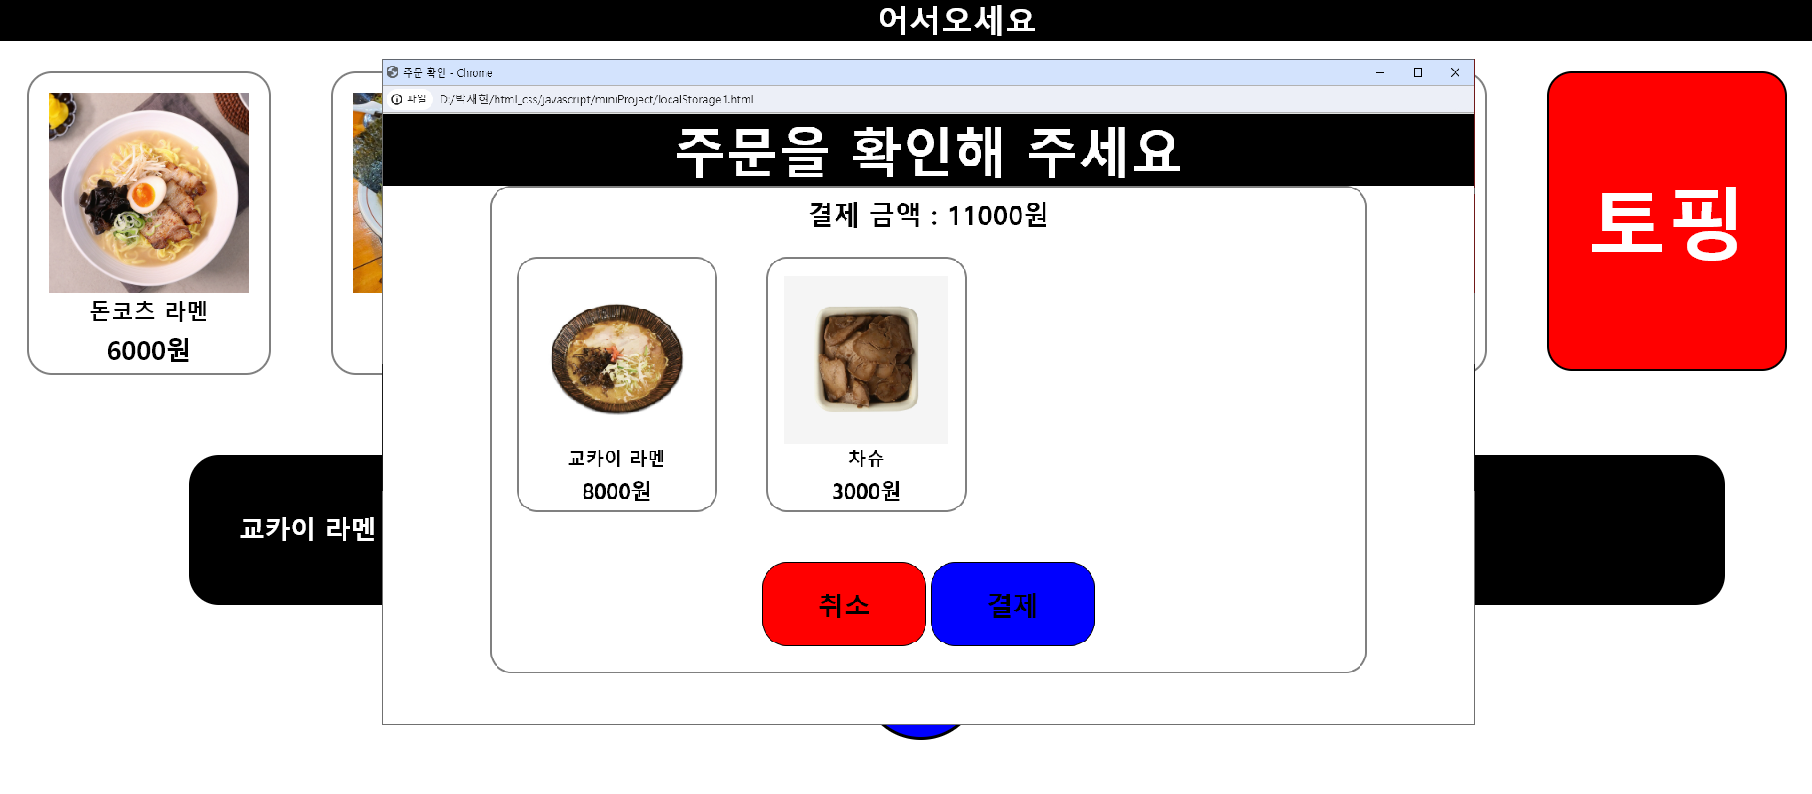 어서오세요
주문 확인 - Chrome
파일 D:/박새현/html_css/javascript/miniProject/localStorage1.html
주문을 확인해 주세요
결제 금액 : 11000원
돈코츠 라멘
6000원
토핑
교카이 라멘
8000원
차슈
3000원
교카이 라멘
취소
결제